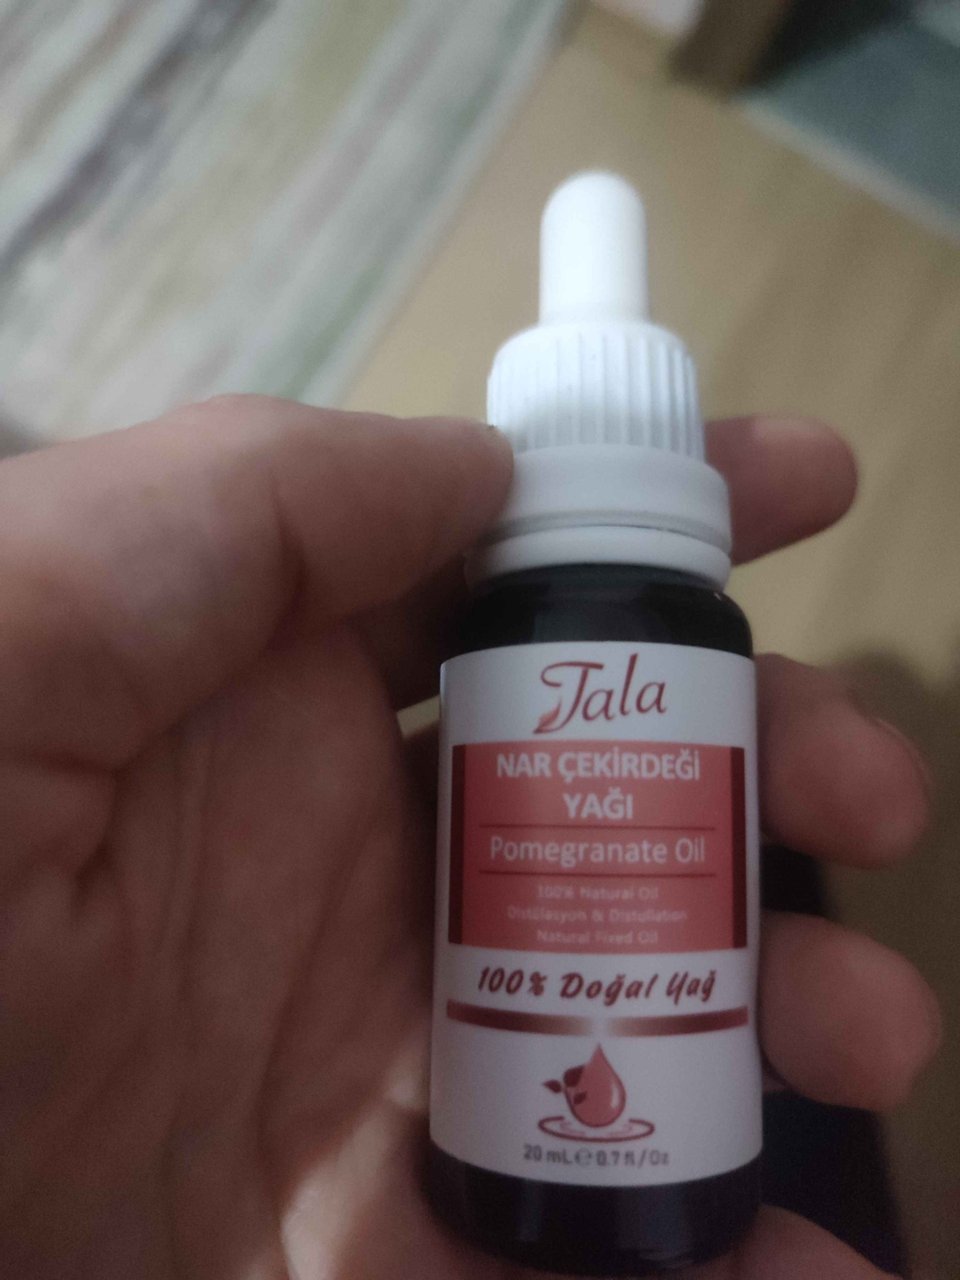 Tala
NAR ÇEKİRDEĞİ
YAĞI
Pomegranate Oil
100% Natural Oil
Distilasyon & Distullation
Natural Fixed Oil
100% Doğal Yağ
20 mL ℮ 0.7 fl/Oz